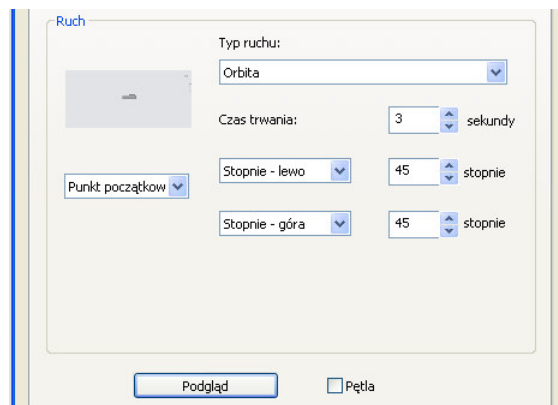 Ruch
Typ ruchu:
Orbita
Czas trwania:
3 sekundy
Punkt początkow
Stopnie - lewo 45 stopnie
Stopnie - góra 45 stopnie
Podgląd
Pętla